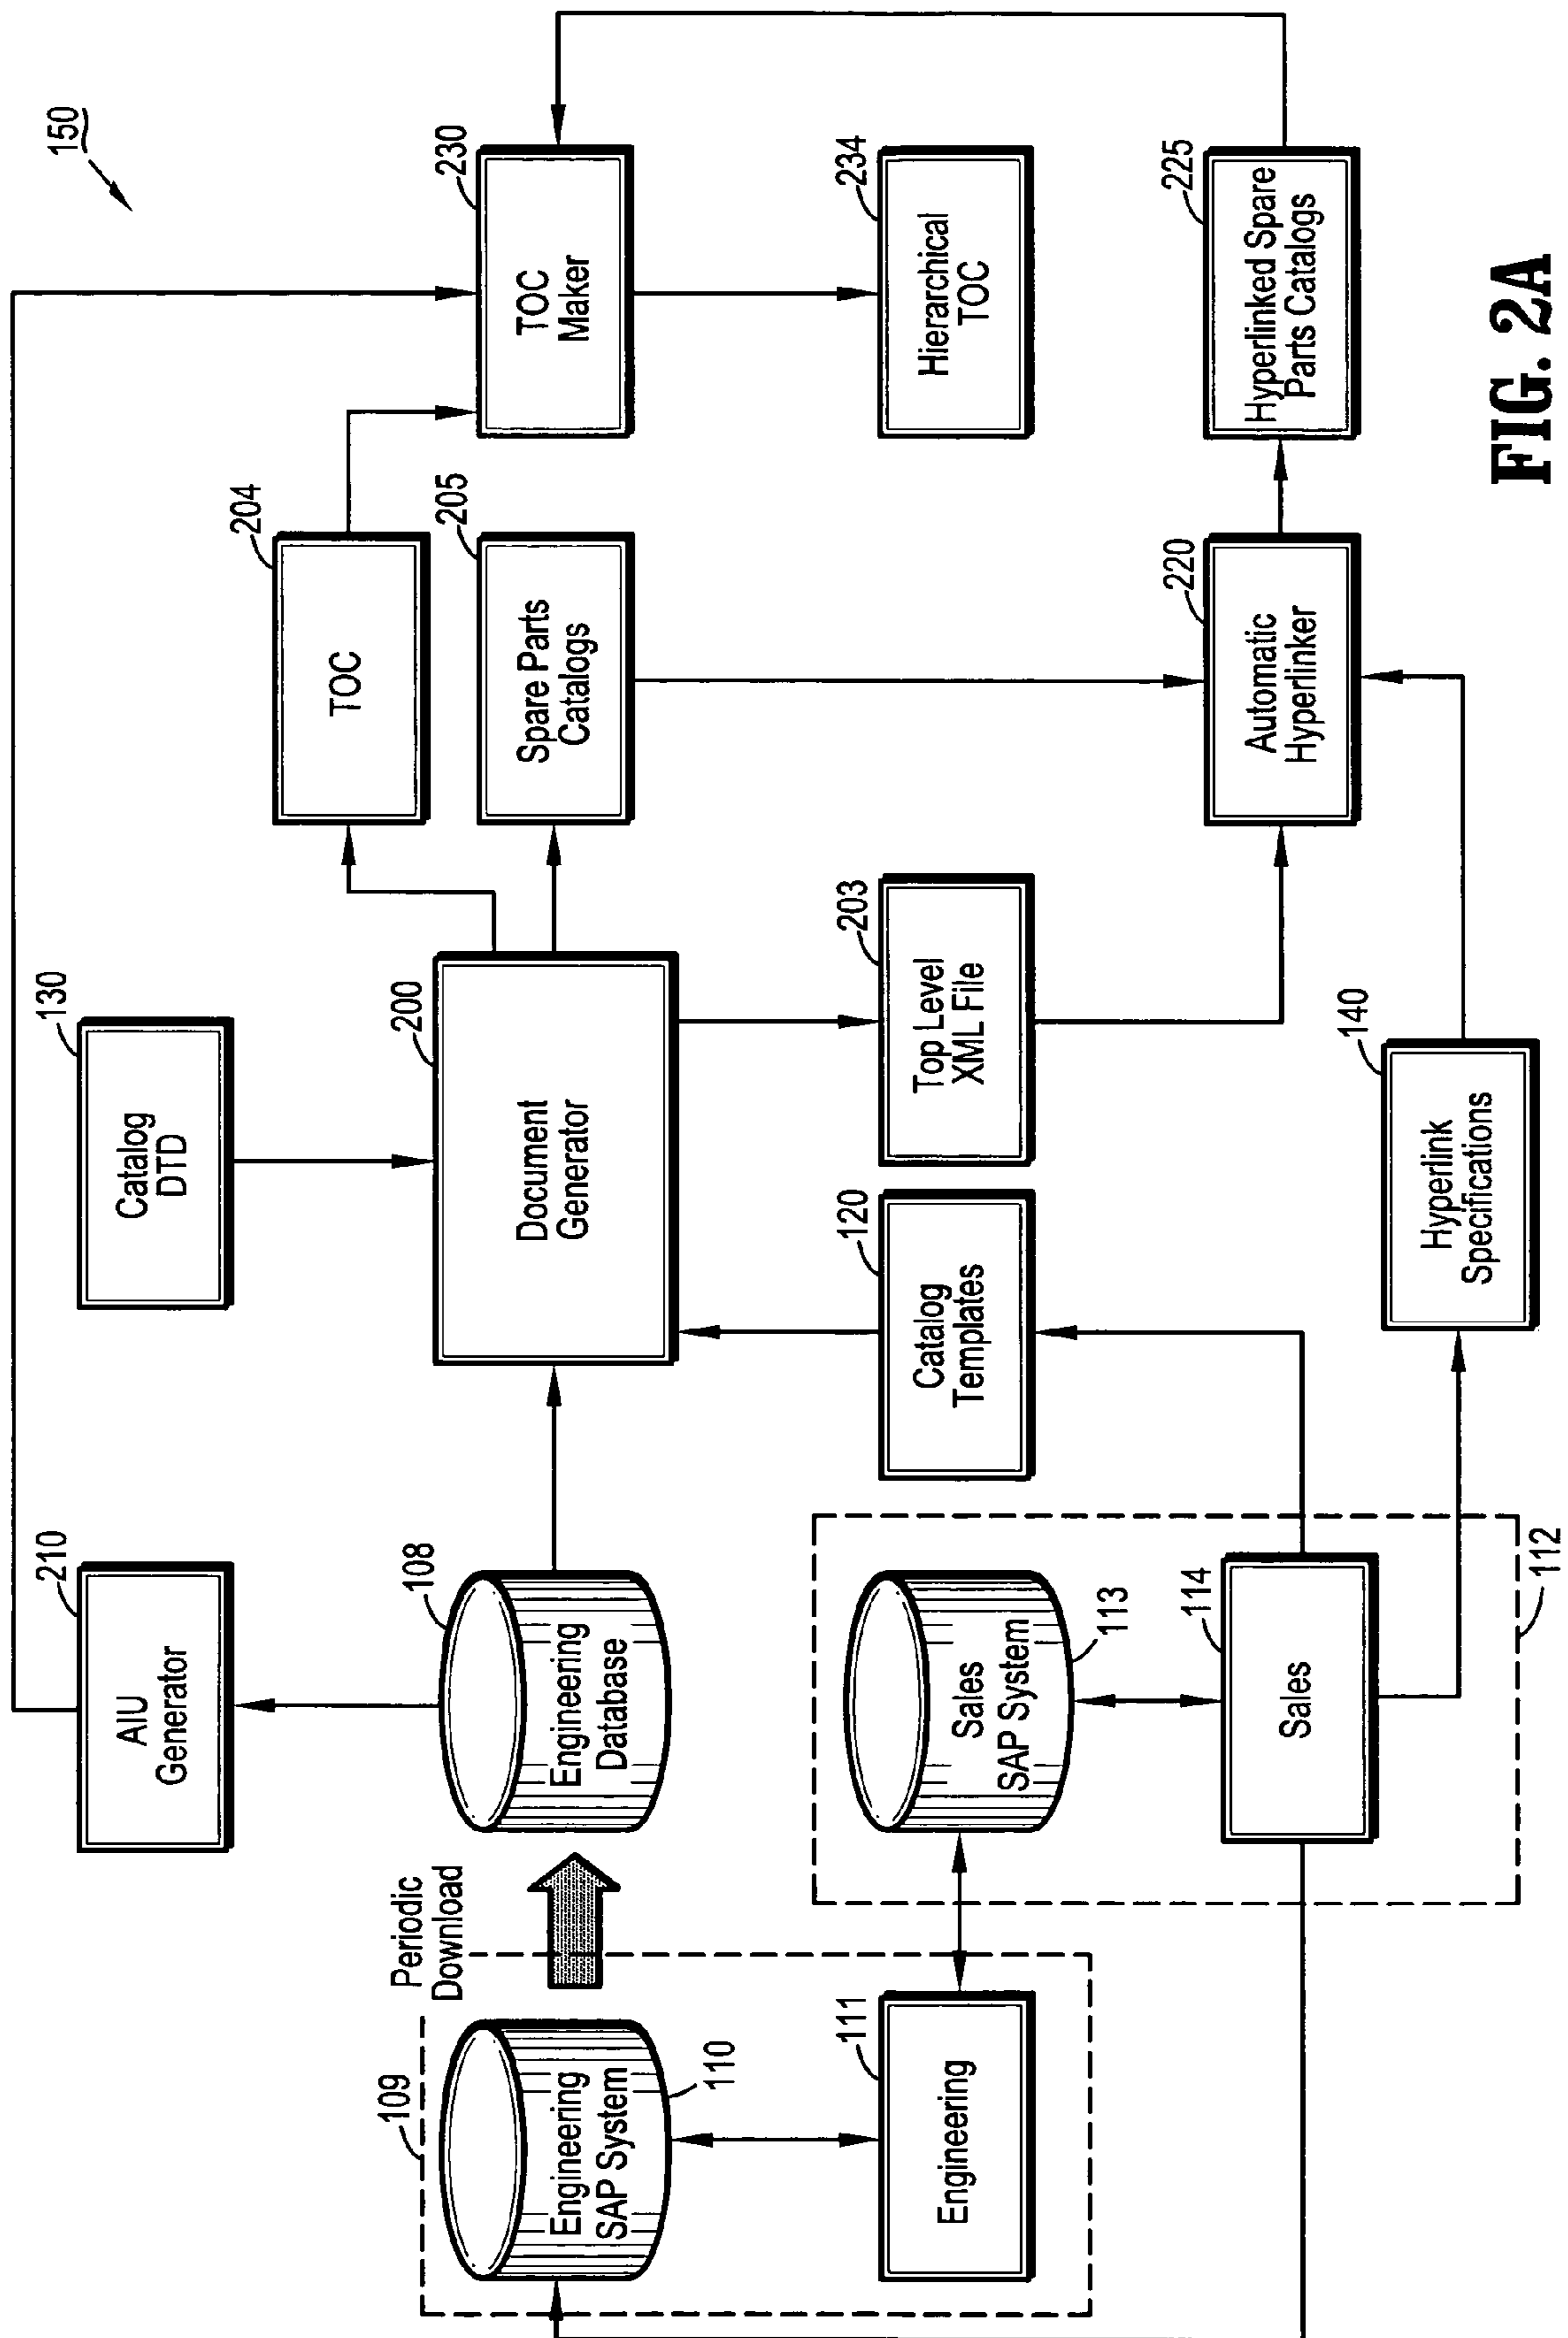 150
210
AIU
Generator
130
Catalog
DTD
204
TOC
230
TOC
Maker
109
Engineering
SAP System
110
Periodic
Download
108
Engineering
Database
200
Document
Generator
205
Spare Parts
Catalogs
111
Engineering
Sales
SAP System
113
120
Catalog
Templates
203
Top Level
XML File
234
Hierarchical
TOC
114
Sales
112
140
Hyperlink
Specifications
220
Automatic
Hyperlinker
225
Hyperlinked Spare
Parts Catalogs
FIG. 2A